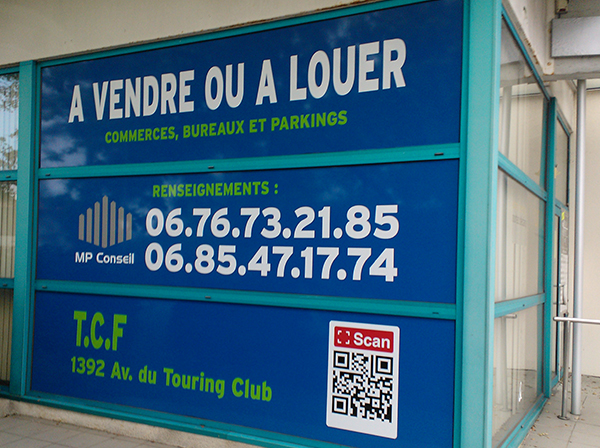 A VENDRE OU A LOUER
COMMERCES, BUREAUX ET PARKINGS
RENSEIGNEMENTS :
06.76.73.21.85
MP Conseil
06.85.47.17.74
T.C.F
1392 Av. du Touring Club
Scan